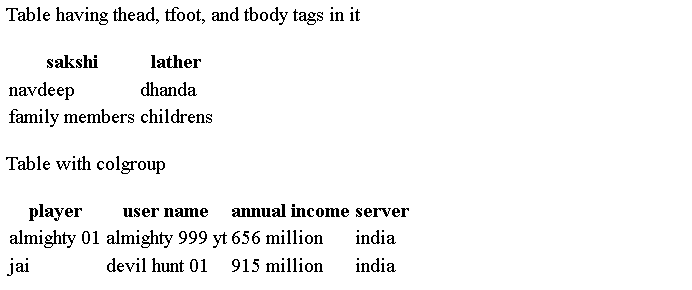 Table having thead, tfoot, and tbody tags in it
sakshi lather
navdeep dhanda
family members childrens
Table with colgroup
player user name annual income server
almighty 01 almighty 999 yt 656 million india
jai devil hunt 01 915 million india